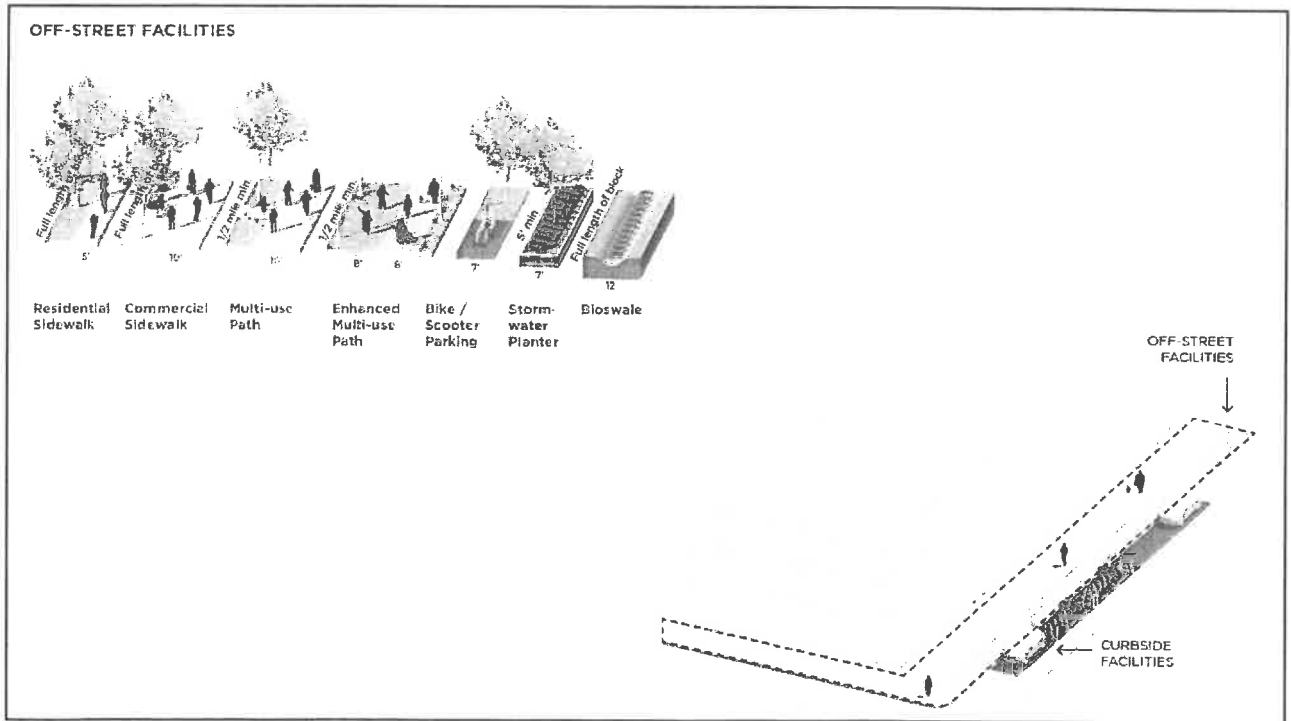 OFF-STREET FACILITIES
Full length of block
Full length of block
1/2 mile min
1/2 mile min
5' min
Full length of block
5'
10'
8'
7'
7'
12
Residential
Sidewalk
Commercial
Sidewalk
Multi-use
Path
Enhanced
Multi-use
Path
Bike /
Scooter
Parking
Storm-
water
Planter
Bioswale
OFF-STREET
FACILITIES
CURBSIDE
FACILITIES